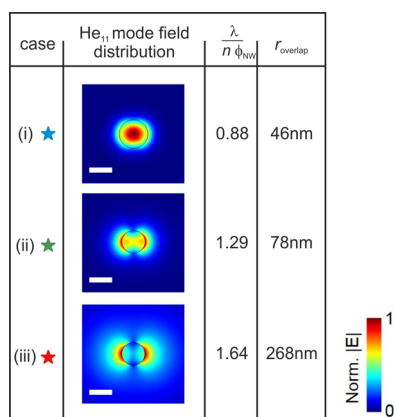 case
He₁₁ mode field
distribution
λ
n ϕNW
roverlap
(i)
0.88
46nm
(ii)
1.29
78nm
(iii)
1.64
268nm
Norm. |E|
1
0